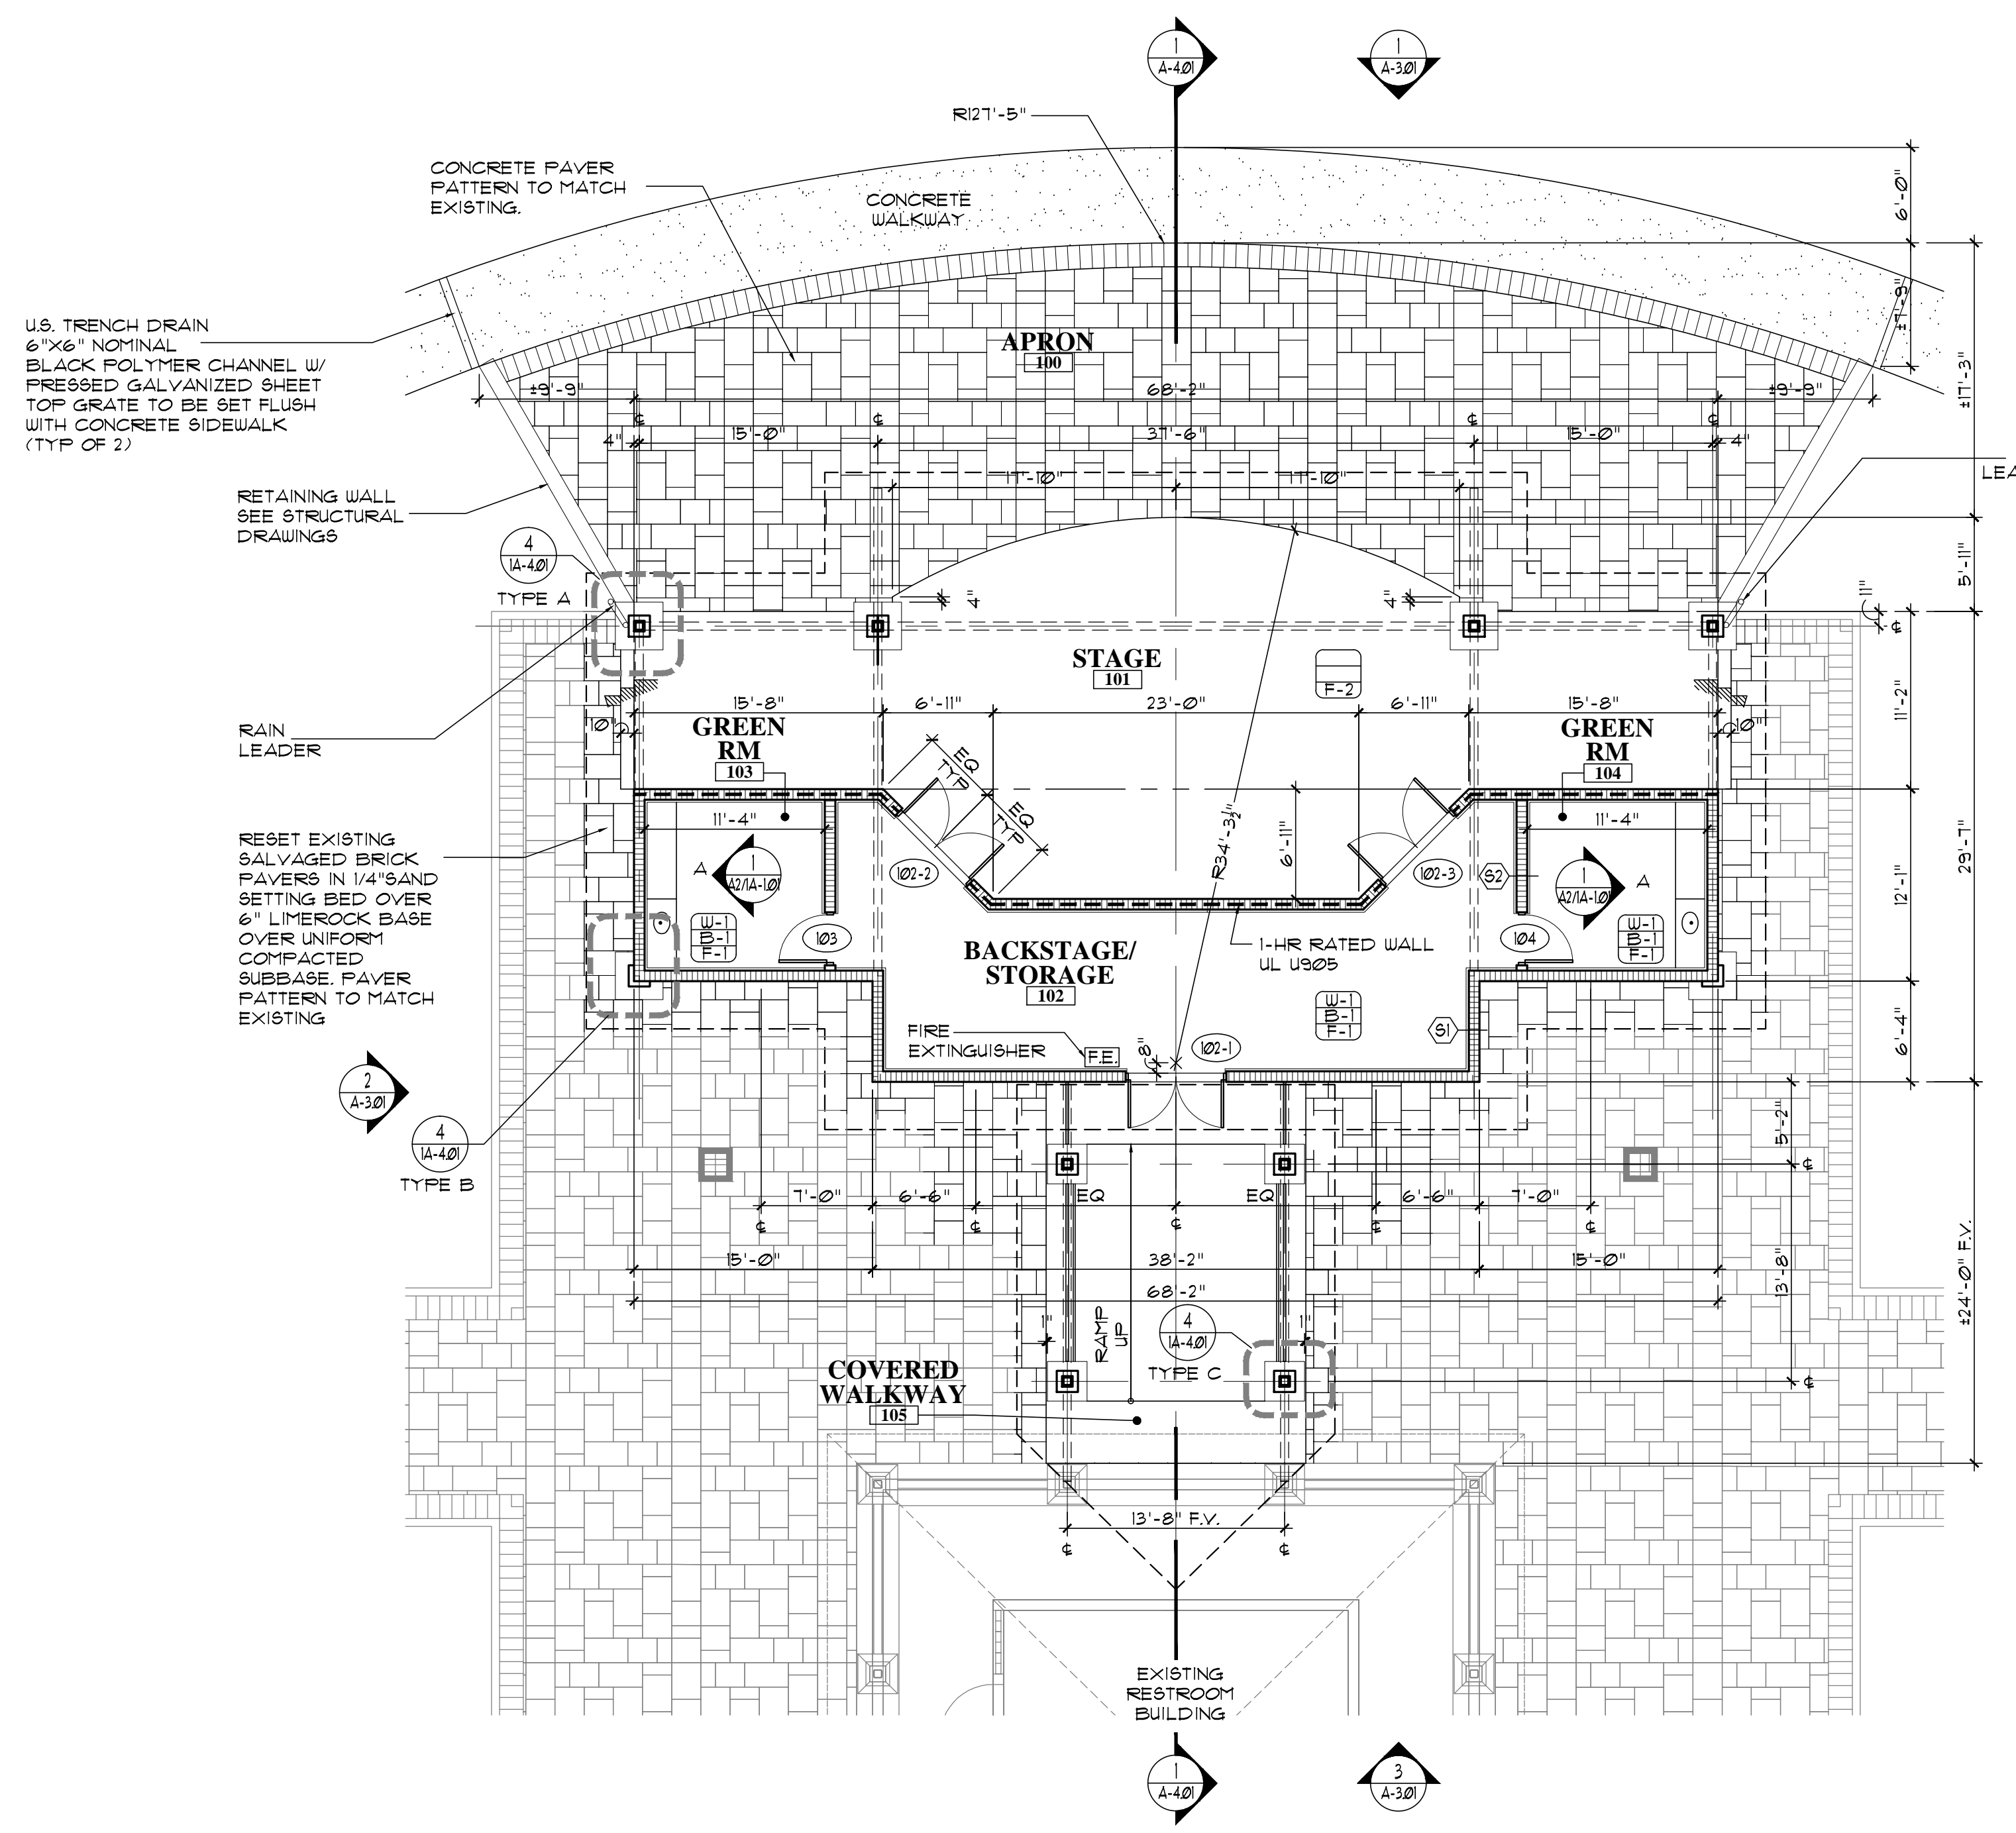 1
A-4.01
1
A-3.01
R127'-5"
CONCRETE PAVER
PATTERN TO MATCH
EXISTING.
CONCRETE
WALKWAY
6'-0"
±7'-9"
±17'-3"
U.S. TRENCH DRAIN
6"X6" NOMINAL
BLACK POLYMER CHANNEL W/
PRESSED GALVANIZED SHEET
TOP GRATE TO BE SET FLUSH
WITH CONCRETE SIDEWALK
(TYP OF 2)
APRON
100
±9'-9"
68'-2"
±9'-9"
4"
15'-0"
37'-6"
15'-0"
4"
17'-10"
17'-10"
LEA
RETAINING WALL
SEE STRUCTURAL
DRAWINGS
4
1A-4.01
TYPE A
4"
4"
5'-11"
11"
STAGE
101
F-2
15'-8"
6'-11"
23'-0"
6'-11"
15'-8"
10"
10"
11'-2"
RAIN
LEADER
GREEN
RM
103
GREEN
RM
104
EQ
TYP
EQ
TYP
R34'-3½"
6'-11"
29'-7"
11'-4"
11'-4"
RESET EXISTING
SALVAGED BRICK
PAVERS IN 1/4"SAND
SETTING BED OVER
6" LIMEROCK BASE
OVER UNIFORM
COMPACTED
SUBBASE. PAVER
PATTERN TO MATCH
EXISTING
A
1
A2/1A-1.01
102-2
102-3
S2
1
A2/1A-1.01
A
12'-1"
W-1
B-1
F-1
103
104
W-1
B-1
F-1
1-HR RATED WALL
UL U905
BACKSTAGE/
STORAGE
102
W-1
B-1
F-1
S1
FIRE
EXTINGUISHER
F.E.
8"
102-1
6'-4"
2
A-3.01
4
1A-4.01
TYPE B
5'-2"
7'-0"
6'-6"
EQ
EQ
6'-6"
7'-0"
15'-0"
38'-2"
15'-0"
68'-2"
13'-8"
±24'-0" F.V.
1"
RAMP
UP
4
1A-4.01
TYPE C
1"
COVERED
WALKWAY
105
13'-8" F.V.
EXISTING
RESTROOM
BUILDING
1
A-4.01
3
A-3.01